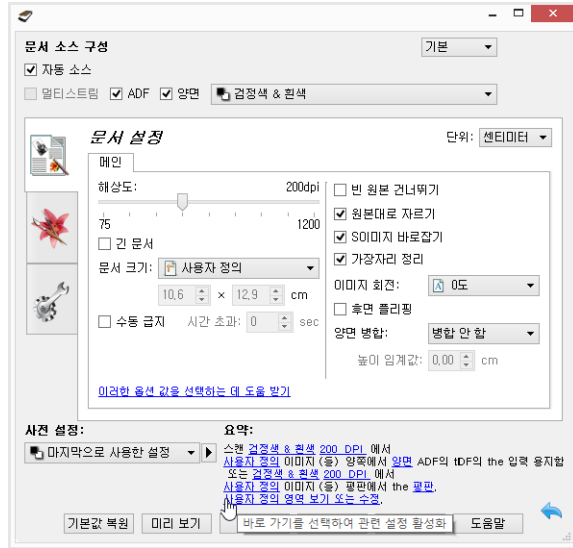 문서 소스 구성
기본
자동 소스
멀티스트림 ADF 양면 검정색 & 흰색
문서 설정
단위: 센티미터
메인
해상도: 200dpi
75 1200
긴 문서
문서 크기: 사용자 정의
10,6 × 12,9 cm
수동 급지 시간 초과: 0 sec
이러한 옵션 값을 선택하는 데 도움 받기
빈 원본 건너뛰기
원본대로 자르기
S이미지 바로잡기
가장자리 정리
이미지 회전: 0도
후면 플리핑
양면 병합: 병합 안 함
높이 임계값: 0,00 cm
사전 설정:
마지막으로 사용한 설정
요약:
스캔 검정색 & 흰색 200 DPI 에서
사용자 정의 이미지 (들) 양쪽에서 양면 ADF의 tDF의 the 입력 용지함
또는 검정색 & 흰색 200 DPI 에서
사용자 정의 이미지 (들) 평판에서 the 평판.
사용자 정의 영역 보기 또는 수정.
바로 가기를 선택하여 관련 설정 활성화
기본값 복원 미리 보기 도움말